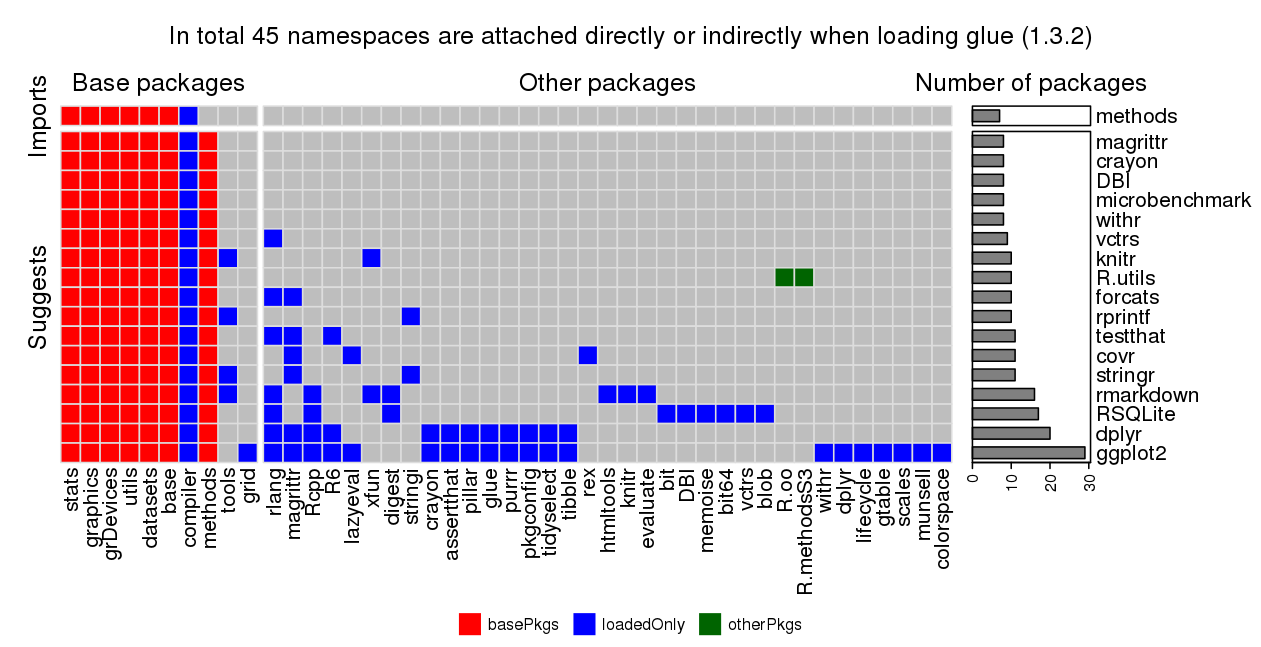 In total 45 namespaces are attached directly or indirectly when loading glue (1.3.2)
Base packages
Other packages
Number of packages
Imports
Suggests
methods
magrittr
crayon
DBI
microbenchmark
withr
vctrs
knitr
R.utils
forcats
rprintf
testthat
covr
stringr
rmarkdown
RSQLite
dplyr
ggplot2
stats
graphics
grDevices
utils
datasets
base
compiler
methods
tools
grid
rlang
magrittr
Rcpp
R6
lazyeval
xfun
digest
stringi
crayon
assertthat
pillar
glue
purrr
pkgconfig
tidyselect
tibble
rex
htmltools
knitr
evaluate
bit
DBI
memoise
bit64
vctrs
blob
R.oo
R.methodsS3
withr
dplyr
lifecycle
gtable
scales
munsell
colorspace
0
10
20
30
basePkgs
loadedOnly
otherPkgs